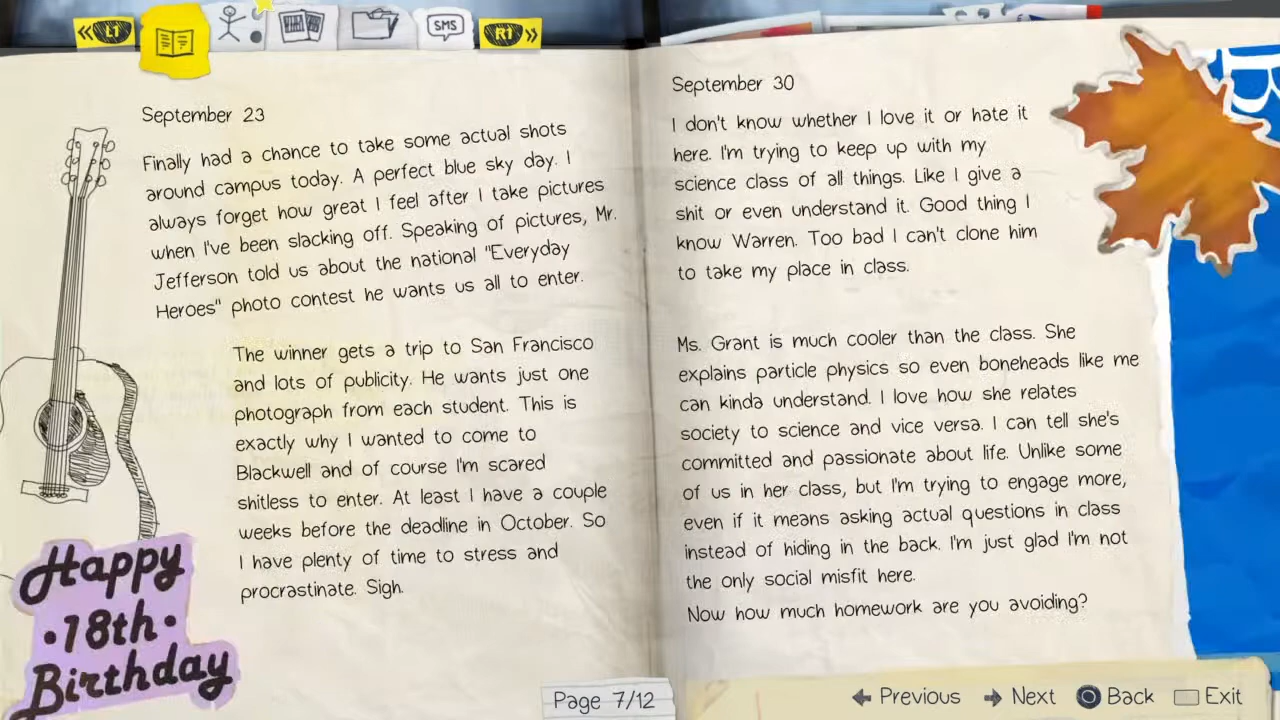 L1
SMS
R1
September 23
Finally had a chance to take some actual shots
around campus today. A perfect blue sky day. I
always forget how great I feel after I take pictures
when I've been slacking off. Speaking of pictures, Mr.
Jefferson told us about the national "Everyday
Heroes" photo contest he wants us all to enter.
The winner gets a trip to San Francisco
and lots of publicity. He wants just one
photograph from each student. This is
exactly why I wanted to come to
Blackwell and of course I'm scared
shitless to enter. At least I have a couple
weeks before the deadline in October. So
I have plenty of time to stress and
procrastinate. Sigh.
Happy
•18th•
Birthday
September 30
I don't know whether I love it or hate it
here. I'm trying to keep up with my
science class of all things. Like I give a
shit or even understand it. Good thing I
know Warren. Too bad I can't clone him
to take my place in class.
Ms. Grant is much cooler than the class. She
explains particle physics so even boneheads like me
can kinda understand. I love how she relates
society to science and vice versa. I can tell she's
committed and passionate about life. Unlike some
of us in her class, but I'm trying to engage more,
even if it means asking actual questions in class
instead of hiding in the back. I'm just glad I'm not
the only social misfit here.
Now how much homework are you avoiding?
B
Page 7/12
Previous
Next
Back
Exit